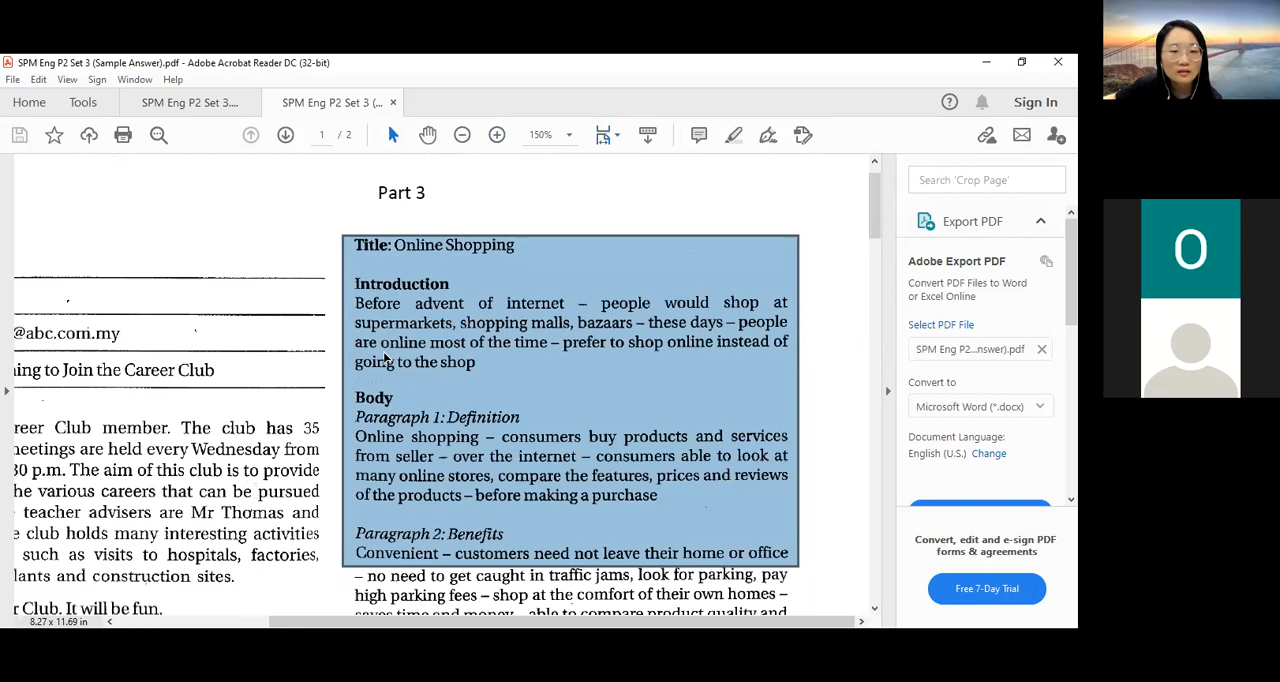 SPM Eng P2 Set 3 (Sample Answer).pdf - Adobe Acrobat Reader DC (32-bit)
File Edit View Sign Window Help
Home Tools SPM Eng P2 Set 3.... SPM Eng P2 Set 3 (... × Sign In
1 / 2 150%
@abc.com.my
ing to Join the Career Club
reer Club member. The club has 35
eetings are held every Wednesday from
30 p.m. The aim of this club is to provide
he various careers that can be pursued
teacher advisers are Mr Thomas and
e club holds many interesting activities
such as visits to hospitals, factories,
lants and construction sites.
r Club. It will be fun.
8.27 x 11.69 in
Part 3
Title: Online Shopping
Introduction
Before advent of internet – people would shop at
supermarkets, shopping malls, bazaars – these days – people
are online most of the time – prefer to shop online instead of
going to the shop
Body
Paragraph 1: Definition
Online shopping – consumers buy products and services
from seller – over the internet – consumers able to look at
many online stores, compare the features, prices and reviews
of the products – before making a purchase
Paragraph 2: Benefits
Convenient – customers need not leave their home or office
– no need to get caught in traffic jams, look for parking, pay
high parking fees – shop at the comfort of their own homes –
saves time and money – able to compare product quality and
Search 'Crop Page'
Export PDF
Adobe Export PDF
Convert PDF Files to Word
or Excel Online
Select PDF File
SPM Eng P2...nswer).pdf
Convert to
Microsoft Word (*.docx)
Document Language:
English (U.S.) Change
Convert, edit and e-sign PDF
forms & agreements
Free 7-Day Trial
O